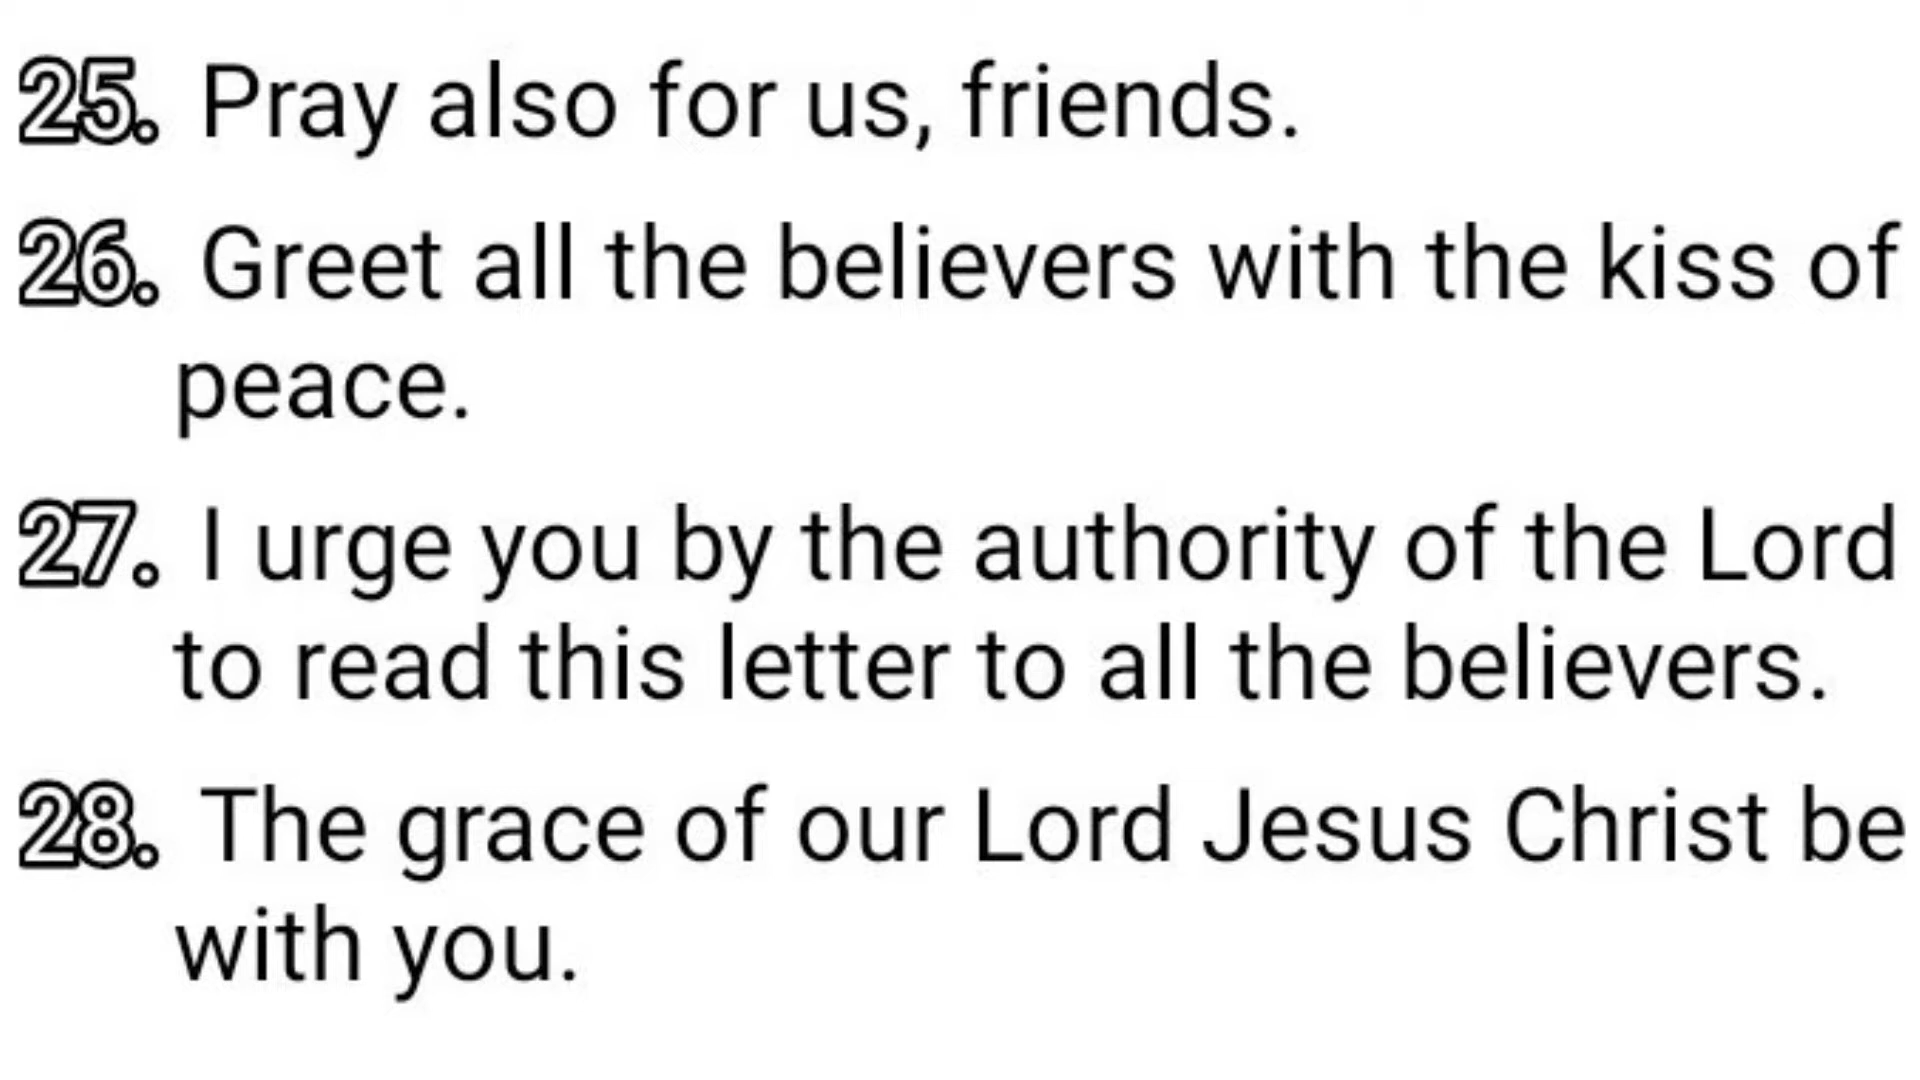 25. Pray also for us, friends.
26. Greet all the believers with the kiss of
peace.
27. I urge you by the authority of the Lord
to read this letter to all the believers.
28. The grace of our Lord Jesus Christ be
with you.